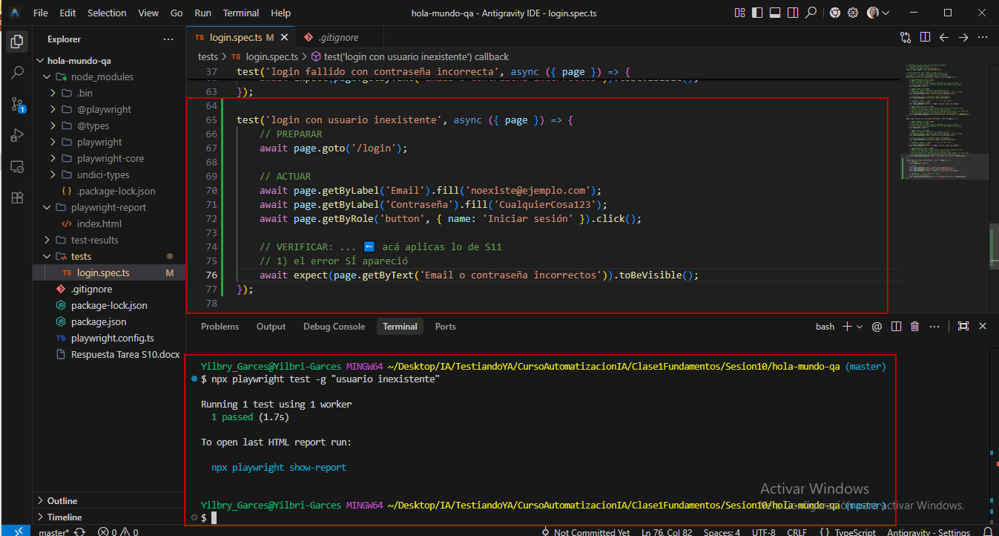 File Edit Selection View Go Run Terminal Help
hola-mundo-qa - Antigravity IDE - login.spec.ts
Explorer
hola-mundo-qa
node_modules
.bin
@playwright
@types
playwright
playwright-core
undici-types
{} .package-lock.json
playwright-report
</> index.html
test-results
tests
TS login.spec.ts M
.gitignore
package-lock.json
package.json
TS playwright.config.ts
Respuesta Tarea S10.docx
Outline
Timeline
1
TS login.spec.ts M
.gitignore
tests > TS login.spec.ts > test('login con usuario inexistente') callback
37 test('login fallido con contraseña incorrecta', async ({ page }) => {
63 });
64
65 test('login con usuario inexistente', async ({ page }) => {
66 // PREPARAR
67 await page.goto('/login');
68
69 // ACTUAR
70 await page.getByLabel('Email').fill('noexiste@ejemplo.com');
71 await page.getByLabel('Contraseña').fill('CualquierCosa123');
72 await page.getByRole('button', { name: 'Iniciar sesión' }).click();
73
74 // VERIFICAR: ... ⬅ acá aplicas lo de S11
75 // 1) el error SÍ apareció
76 await expect(page.getByText('Email o contraseña incorrectos')).toBeVisible();
77 });
78
Problems Output Debug Console Terminal Ports
bash
Yilbry_Garces@Yilbri-Garces MINGW64 ~/Desktop/IA/TestiandoYA/CursoAutomatizacionIA/Clase1Fundamentos/Sesion10/hola-mundo-qa (master)
$ npx playwright test -g "usuario inexistente"
Running 1 test using 1 worker
1 passed (1.7s)
To open last HTML report run:
npx playwright show-report
Yilbry_Garces@Yilbri-Garces MINGW64 ~/Desktop/IA/TestiandoYA/CursoAutomatizacionIA/Clase1Fundamentos/Sesion10/hola-mundo-qa (master)
$
Activar Windows
master* 0 0
Not Committed Yet Ln 76, Col 82 Spaces: 4 UTF-8 CRLF {} TypeScript Antigravity - Settings